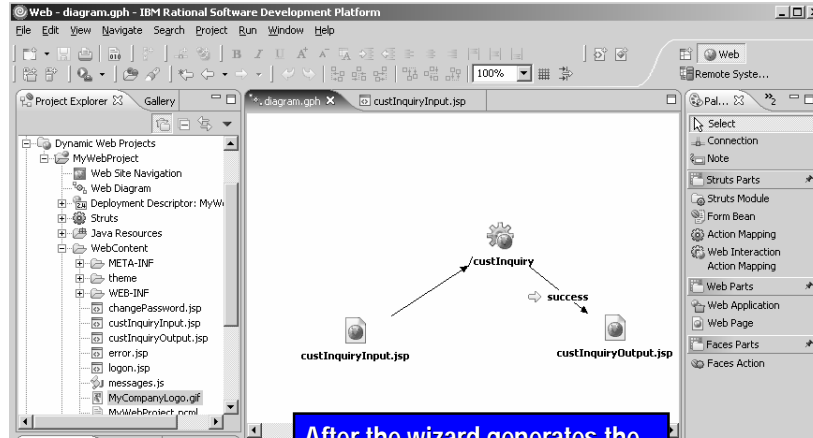 Web - diagram.gph - IBM Rational Software Development Platform
File Edit View Navigate Search Project Run Window Help
B I U
100%
Web
Remote Syste...
Project Explorer
Gallery
*.diagram.gph
custInquiryInput.jsp
Pal...
2
Dynamic Web Projects
MyWebProject
Web Site Navigation
Web Diagram
Deployment Descriptor: MyW
Struts
Java Resources
WebContent
META-INF
theme
WEB-INF
changePassword.jsp
custInquiryInput.jsp
custInquiryOutput.jsp
error.jsp
logon.jsp
messages.js
MyCompanyLogo.gif
MyWebProject.ncml
/custInquiry
success
custInquiryInput.jsp
custInquiryOutput.jsp
Select
Connection
Note
Struts Parts
Struts Module
Form Bean
Action Mapping
Web Interaction
Action Mapping
Web Parts
Web Application
Web Page
Faces Parts
Faces Action
After the wizard generates the